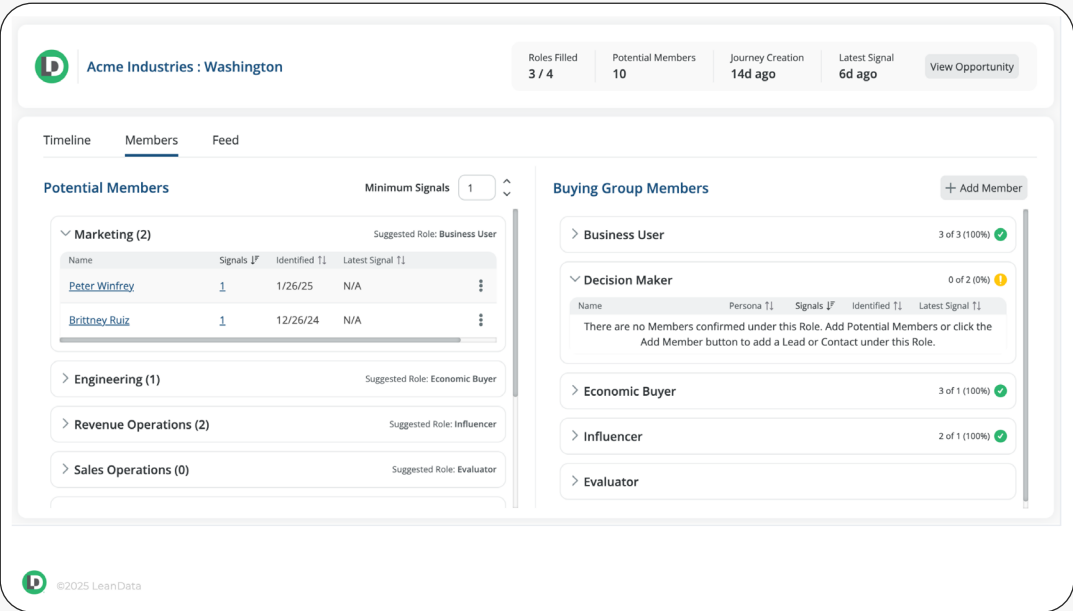 Acme Industries : Washington
Roles Filled
3 / 4
Potential Members
10
Journey Creation
14d ago
Latest Signal
6d ago
View Opportunity
Timeline Members Feed
Potential Members
Minimum Signals 1
Marketing (2) Suggested Role: Business User
Name Signals Identified Latest Signal
Peter Winfrey 1 1/26/25 N/A
Brittney Ruiz 1 12/26/24 N/A
Engineering (1) Suggested Role: Economic Buyer
Revenue Operations (2) Suggested Role: Influencer
Sales Operations (0) Suggested Role: Evaluator
Buying Group Members
+ Add Member
Business User 3 of 3 (100%)
Decision Maker 0 of 2 (0%)
Name Persona Signals Identified Latest Signal
There are no Members confirmed under this Role. Add Potential Members or click the
Add Member button to add a Lead or Contact under this Role.
Economic Buyer 3 of 1 (100%)
Influencer 2 of 1 (100%)
Evaluator
©2025 LeanData